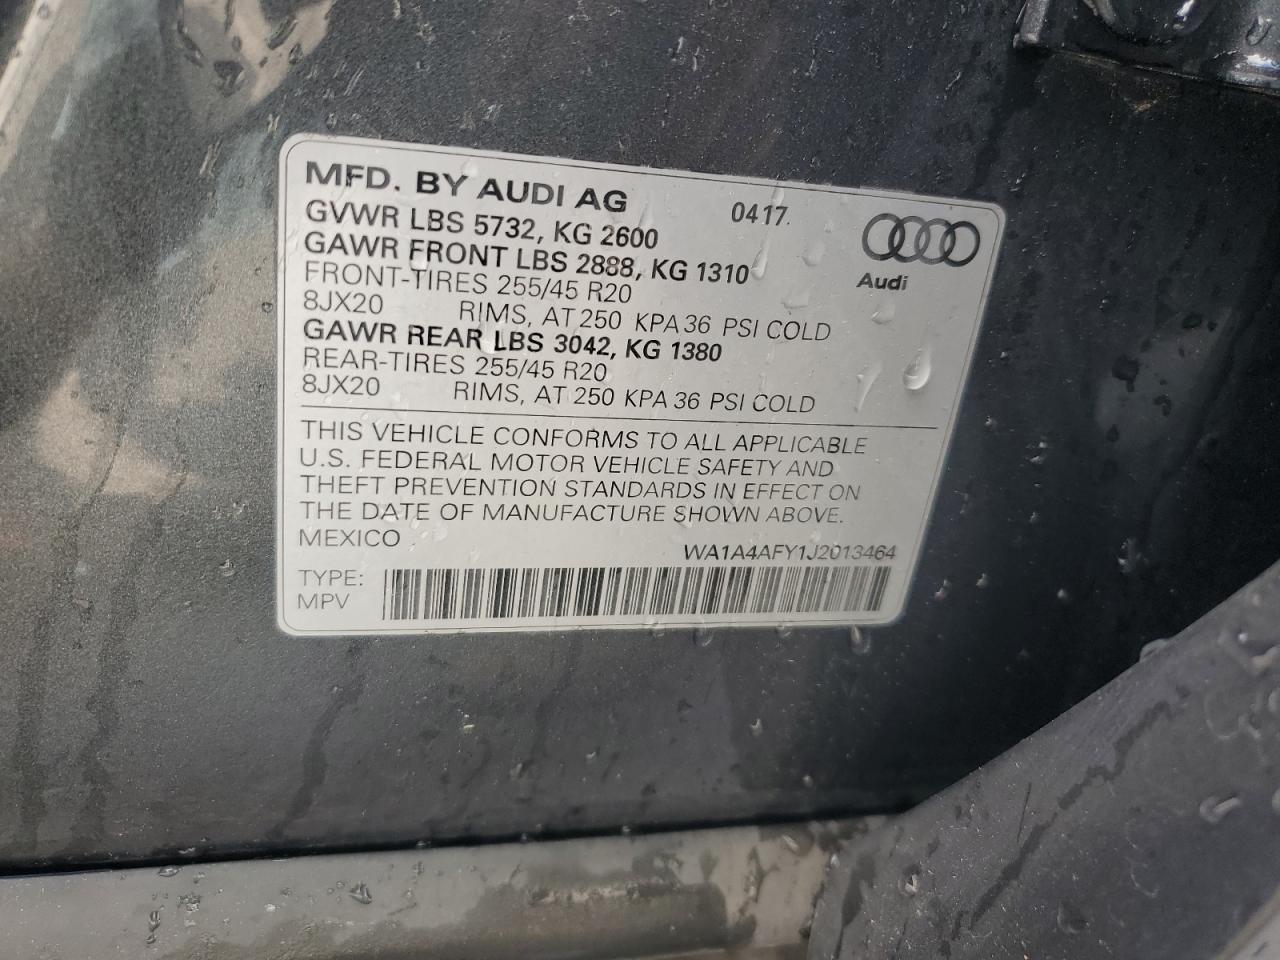 MFD. BY AUDI AG 0417
GVWR LBS 5732, KG 2600
GAWR FRONT LBS 2888, KG 1310
Audi
FRONT-TIRES 255/45 R20
8JX20 RIMS, AT 250 KPA 36 PSI COLD
GAWR REAR LBS 3042, KG 1380
REAR-TIRES 255/45 R20
8JX20 RIMS, AT 250 KPA 36 PSI COLD
THIS VEHICLE CONFORMS TO ALL APPLICABLE
U.S. FEDERAL MOTOR VEHICLE SAFETY AND
THEFT PREVENTION STANDARDS IN EFFECT ON
THE DATE OF MANUFACTURE SHOWN ABOVE.
MEXICO WA1A4AFY1J2013464
TYPE:
MPV